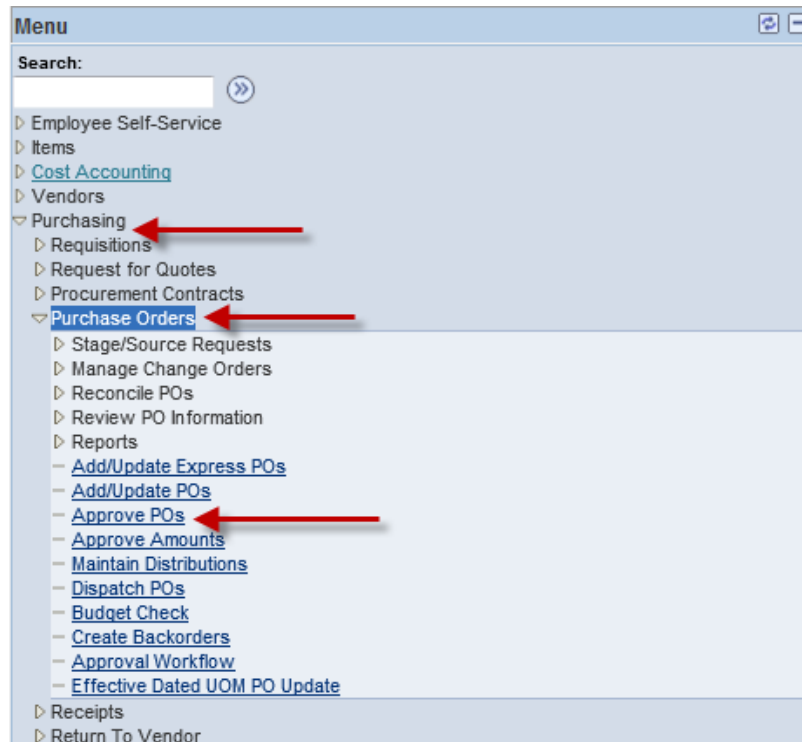 Menu
Search:
Employee Self-Service
Items
Cost Accounting
Vendors
Purchasing
Requisitions
Request for Quotes
Procurement Contracts
Purchase Orders
Stage/Source Requests
Manage Change Orders
Reconcile POs
Review PO Information
Reports
Add/Update Express POs
Add/Update POs
Approve POs
Approve Amounts
Maintain Distributions
Dispatch POs
Budget Check
Create Backorders
Approval Workflow
Effective Dated UOM PO Update
Receipts
Return To Vendor